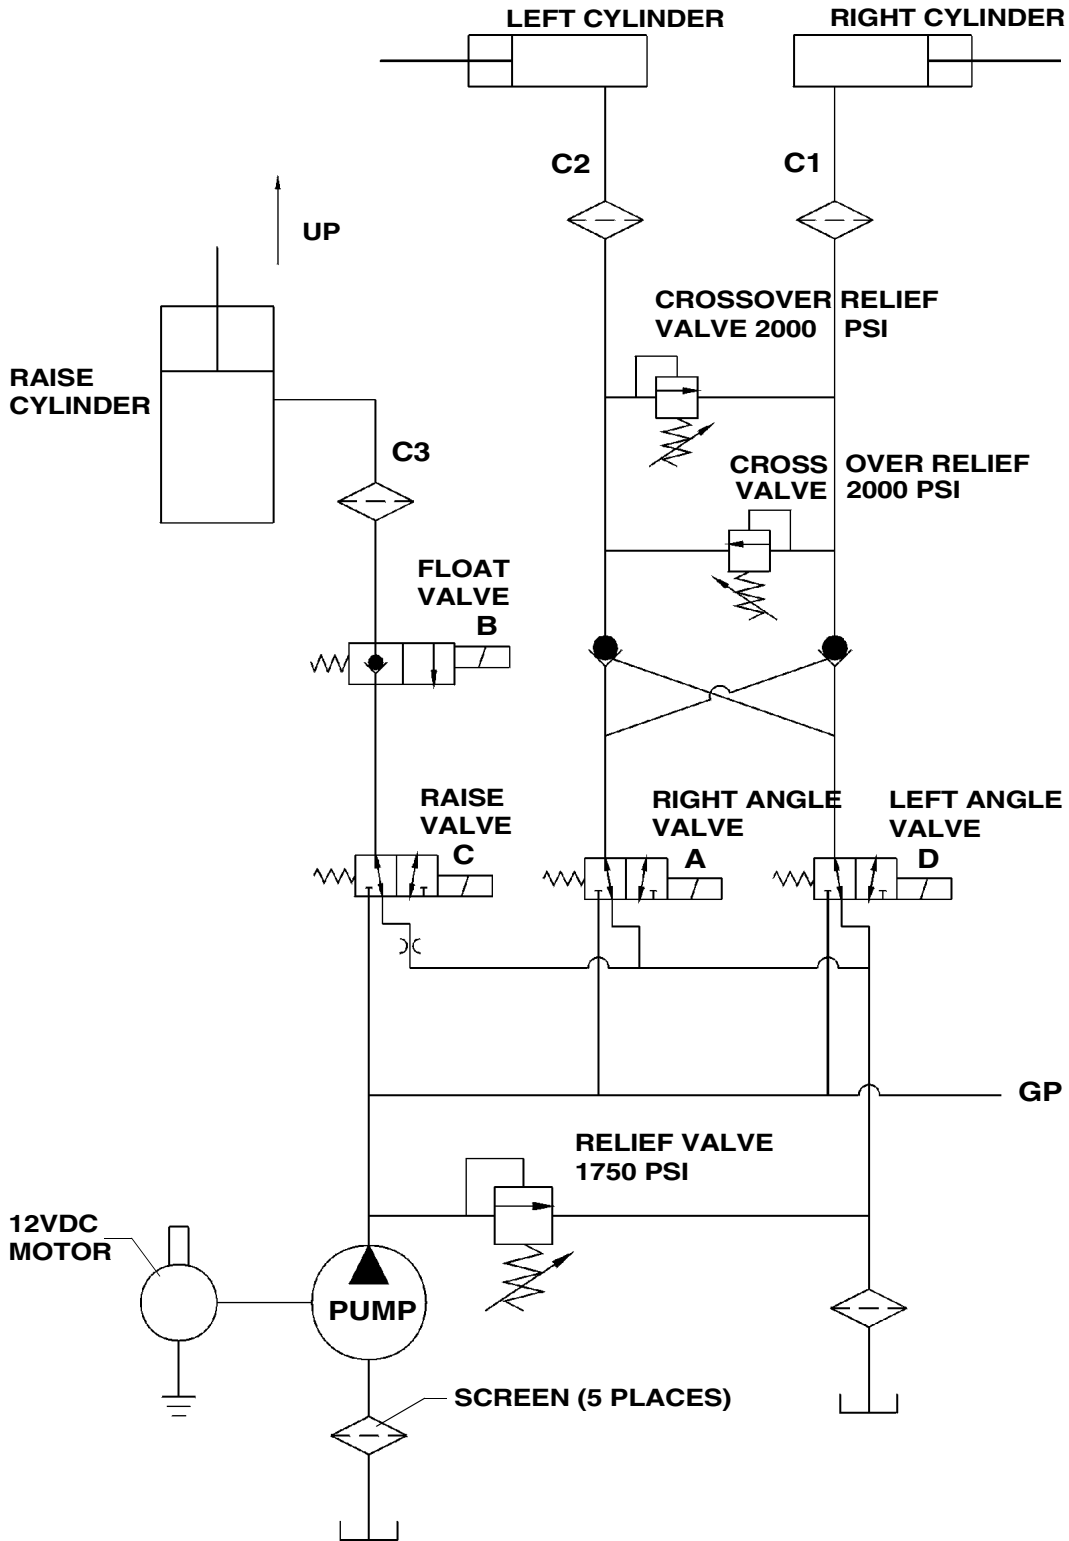 LEFT CYLINDER
RIGHT CYLINDER
C2
C1
UP
CROSSOVER RELIEF
VALVE 2000 PSI
RAISE
CYLINDER
C3
CROSS OVER RELIEF
VALVE 2000 PSI
FLOAT
VALVE
B
RAISE
VALVE
C
RIGHT ANGLE
VALVE
A
LEFT ANGLE
VALVE
D
GP
RELIEF VALVE
1750 PSI
12VDC
MOTOR
PUMP
SCREEN (5 PLACES)